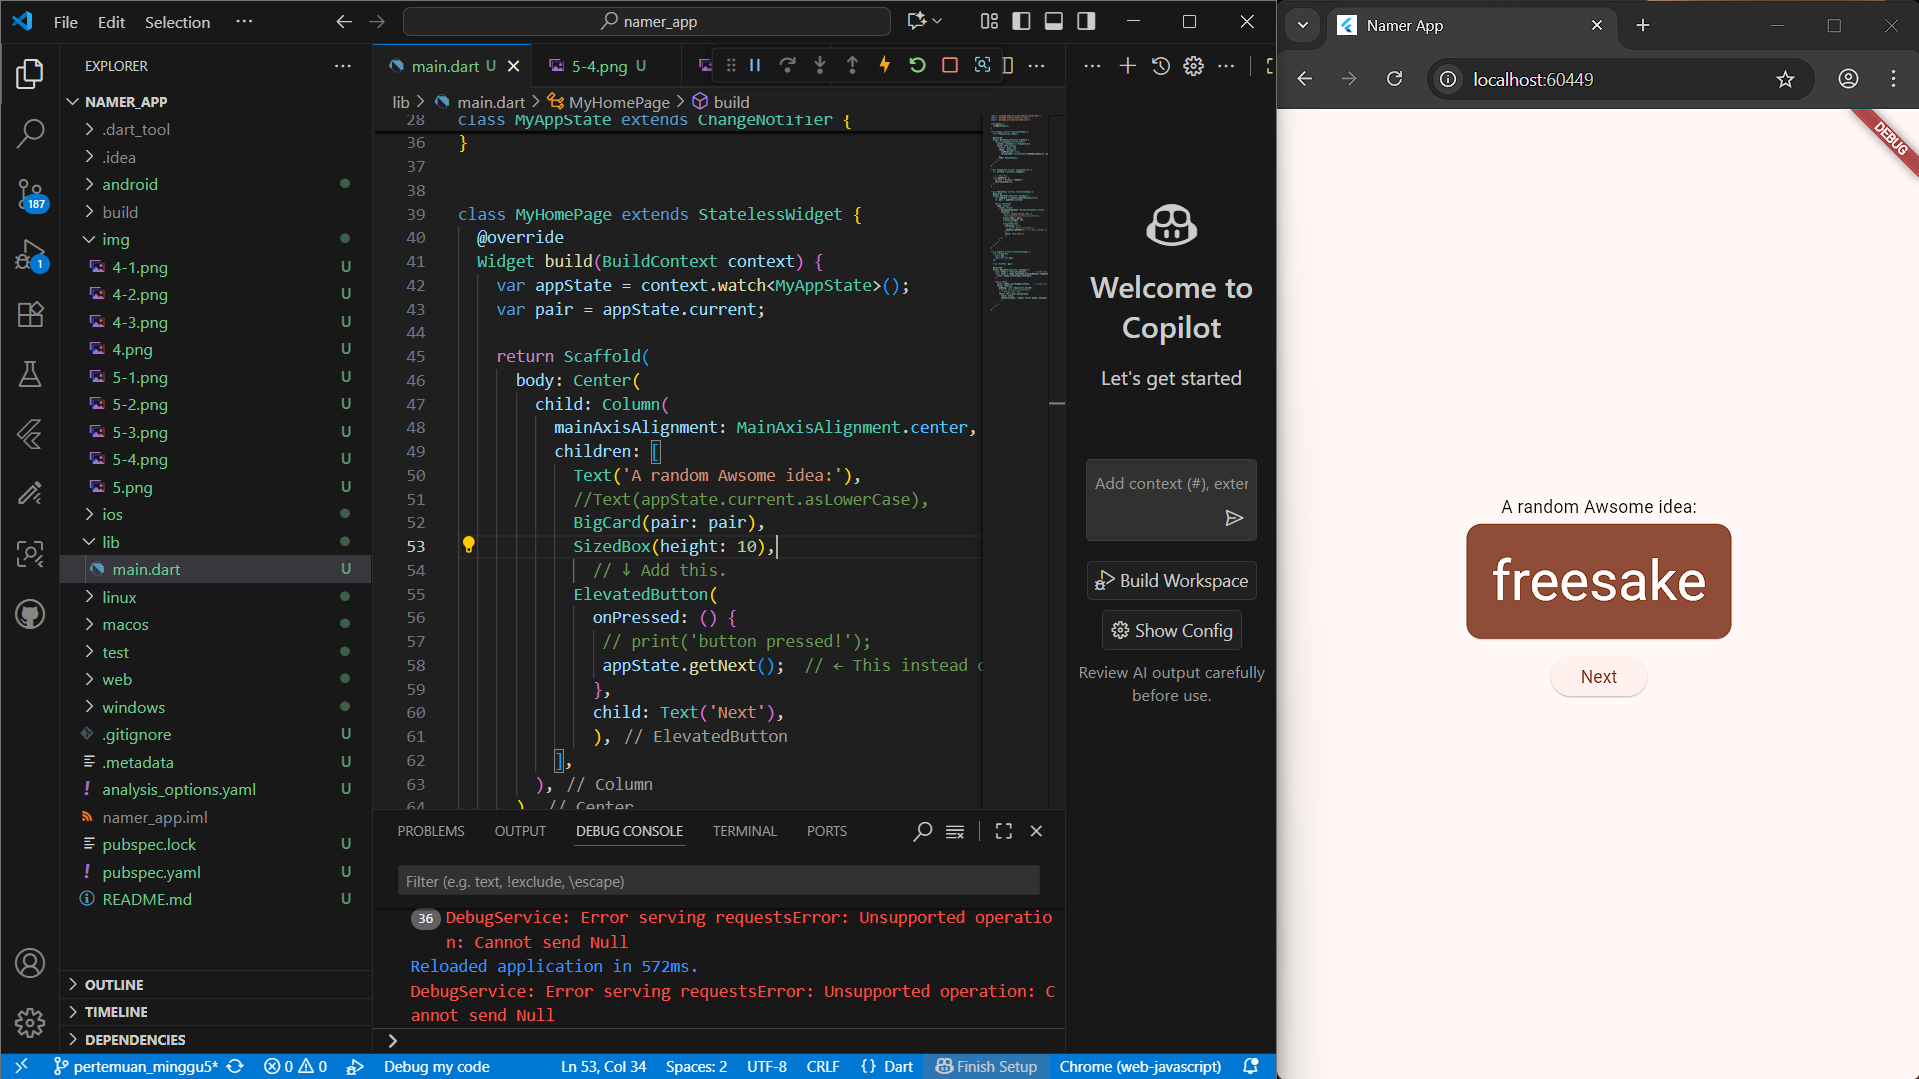 File Edit Selection ···
namer_app
EXPLORER
NAMER_APP
.dart_tool
.idea
android
build
img
4-1.png U
4-2.png U
4-3.png U
4.png U
5-1.png U
5-2.png U
5-3.png U
5-4.png U
5.png U
ios
lib
main.dart U
linux
macos
test
web
windows
.gitignore U
.metadata U
analysis_options.yaml U
namer_app.iml
pubspec.lock U
pubspec.yaml U
README.md U
OUTLINE
TIMELINE
DEPENDENCIES
187
1
main.dart U
5-4.png U
lib > main.dart > MyHomePage > build
28 class MyAppState extends ChangeNotifier {
36 }
37
38
39 class MyHomePage extends StatelessWidget {
40 @override
41 Widget build(BuildContext context) {
42 var appState = context.watch<MyAppState>();
43 var pair = appState.current;
44
45 return Scaffold(
46 body: Center(
47 child: Column(
48 mainAxisAlignment: MainAxisAlignment.center,
49 children: [
50 Text('A random Awsome idea:'),
51 //Text(appState.current.asLowerCase),
52 BigCard(pair: pair),
53 SizedBox(height: 10),
54 // ↓ Add this.
55 ElevatedButton(
56 onPressed: () {
57 // print('button pressed!');
58 appState.getNext(); // ← This instead
59 },
60 child: Text('Next'),
61 ), // ElevatedButton
62 ],
63 ), // Column
64 ) // Center
PROBLEMS OUTPUT DEBUG CONSOLE TERMINAL PORTS
Filter (e.g. text, !exclude, \escape)
36 DebugService: Error serving requestsError: Unsupported operatio
n: Cannot send Null
Reloaded application in 572ms.
DebugService: Error serving requestsError: Unsupported operation: C
annot send Null
Welcome to
Copilot
Let's get started
Add context (#), exter
Build Workspace
Show Config
Review AI output carefully
before use.
pertemuan_minggu5* 0 0 Debug my code Ln 53, Col 34 Spaces: 2 UTF-8 CRLF {} Dart Finish Setup Chrome (web-javascript)
Namer App
localhost:60449
DEBUG
A random Awsome idea:
freesake
Next